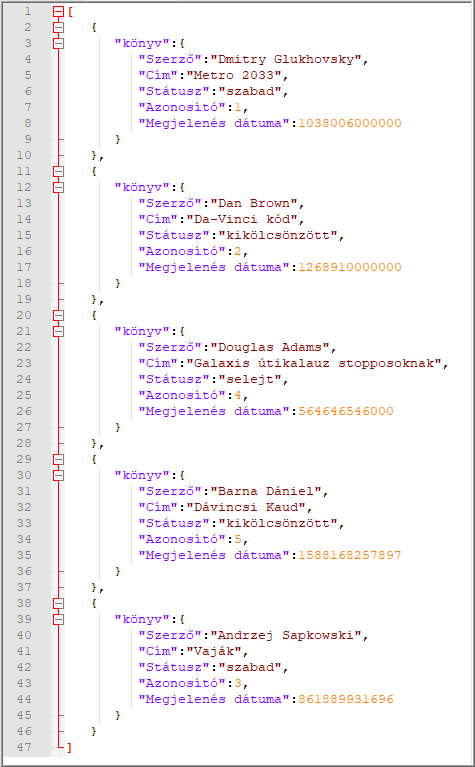 1 [
2 {
3 "könyv":{
4 "Szerző":"Dmitry Glukhovsky",
5 "Cím":"Metro 2033",
6 "Státusz":"szabad",
7 "Azonosító":1,
8 "Megjelenés dátuma":1038006000000
9 }
10 },
11 {
12 "könyv":{
13 "Szerző":"Dan Brown",
14 "Cím":"Da-Vinci kód",
15 "Státusz":"kikölcsönzött",
16 "Azonosító":2,
17 "Megjelenés dátuma":1268910000000
18 }
19 },
20 {
21 "könyv":{
22 "Szerző":"Douglas Adams",
23 "Cím":"Galaxis útikalauz stopposoknak",
24 "Státusz":"selejt",
25 "Azonosító":4,
26 "Megjelenés dátuma":564646546000
27 }
28 },
29 {
30 "könyv":{
31 "Szerző":"Barna Dániel",
32 "Cím":"Dávincsi Kaud",
33 "Státusz":"kikölcsönzött",
34 "Azonosító":5,
35 "Megjelenés dátuma":1588168257897
36 }
37 },
38 {
39 "könyv":{
40 "Szerző":"Andrzej Sapkowski",
41 "Cím":"Vaják",
42 "Státusz":"szabad",
43 "Azonosító":3,
44 "Megjelenés dátuma":861889931696
45 }
46 }
47 ]